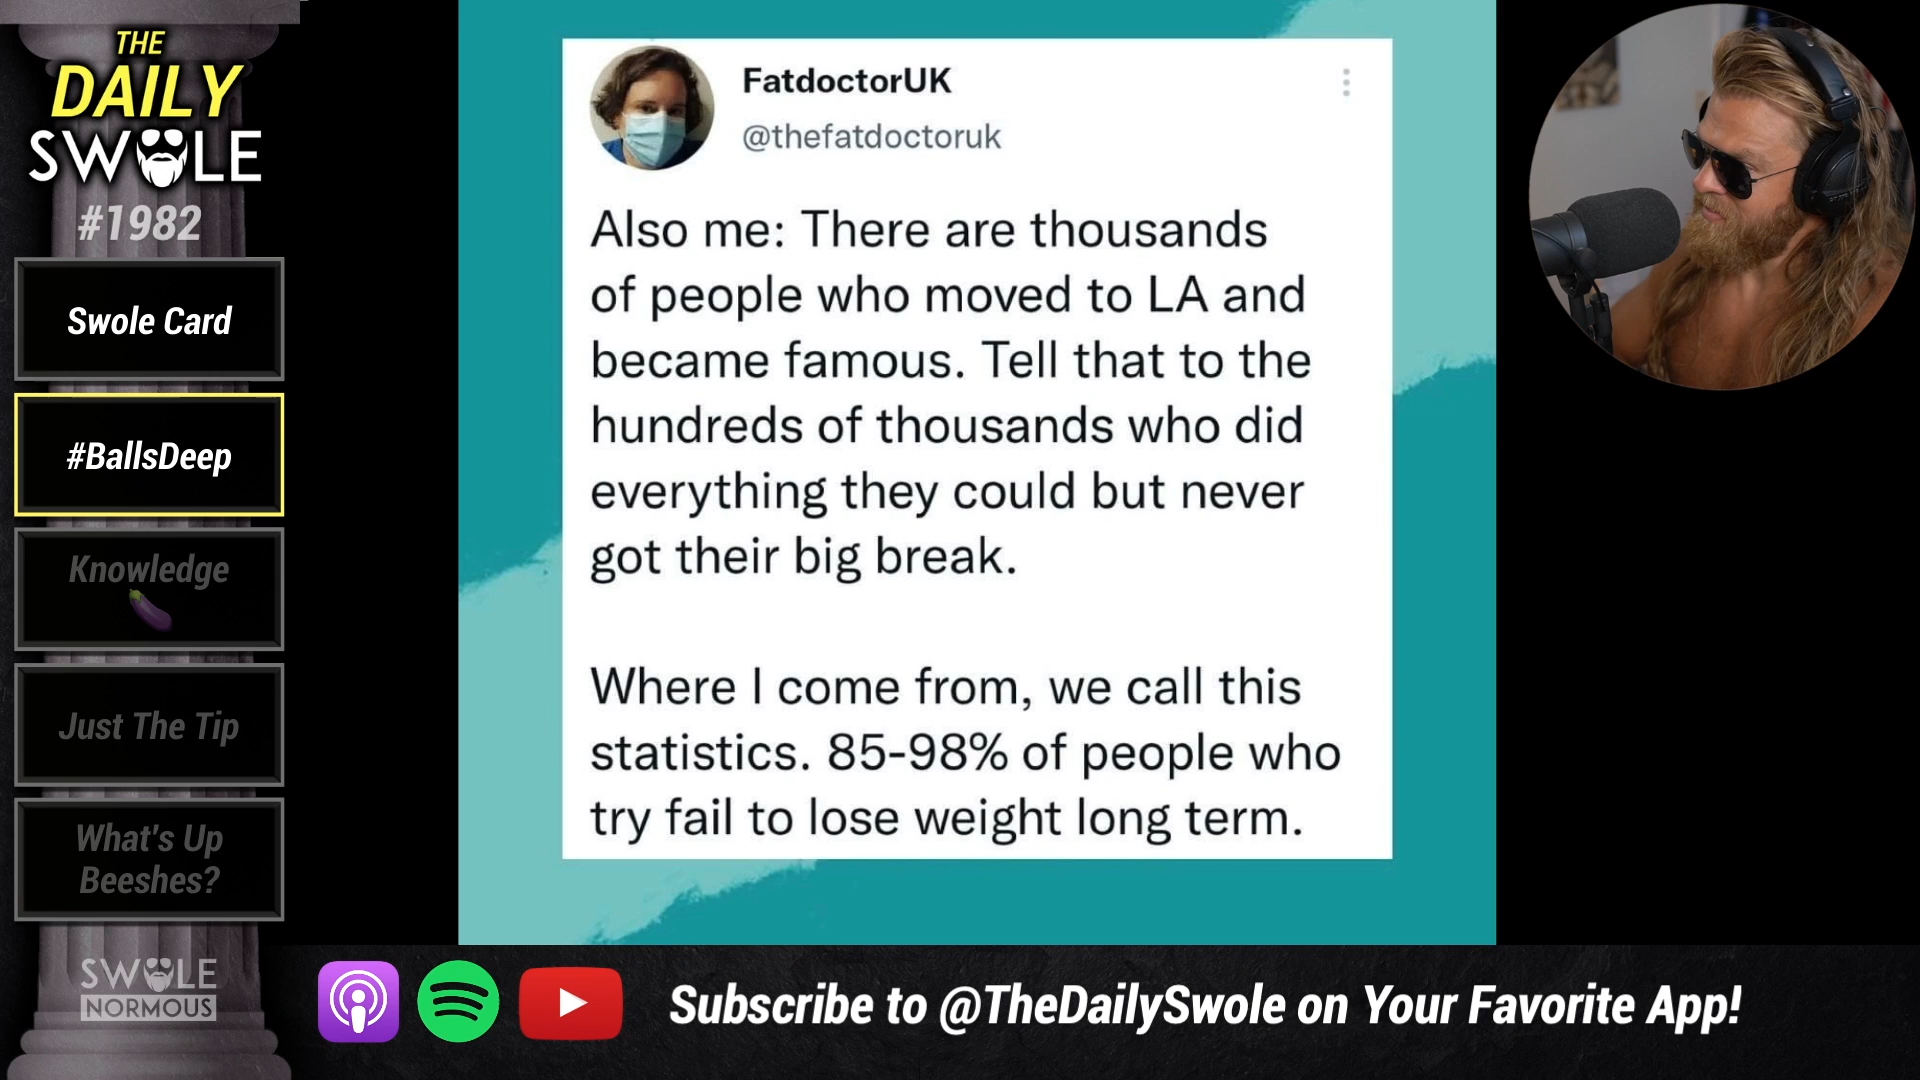 THE
DAILY
SWOLE
#1982
Swole Card
#BallsDeep
Knowledge
Just The Tip
What's Up
Beeshes?
SWOLE
NORMOUS
FatdoctorUK
@thefatdoctoruk
Also me: There are thousands
of people who moved to LA and
became famous. Tell that to the
hundreds of thousands who did
everything they could but never
got their big break.
Where I come from, we call this
statistics. 85-98% of people who
try fail to lose weight long term.
Subscribe to @TheDailySwole on Your Favorite App!